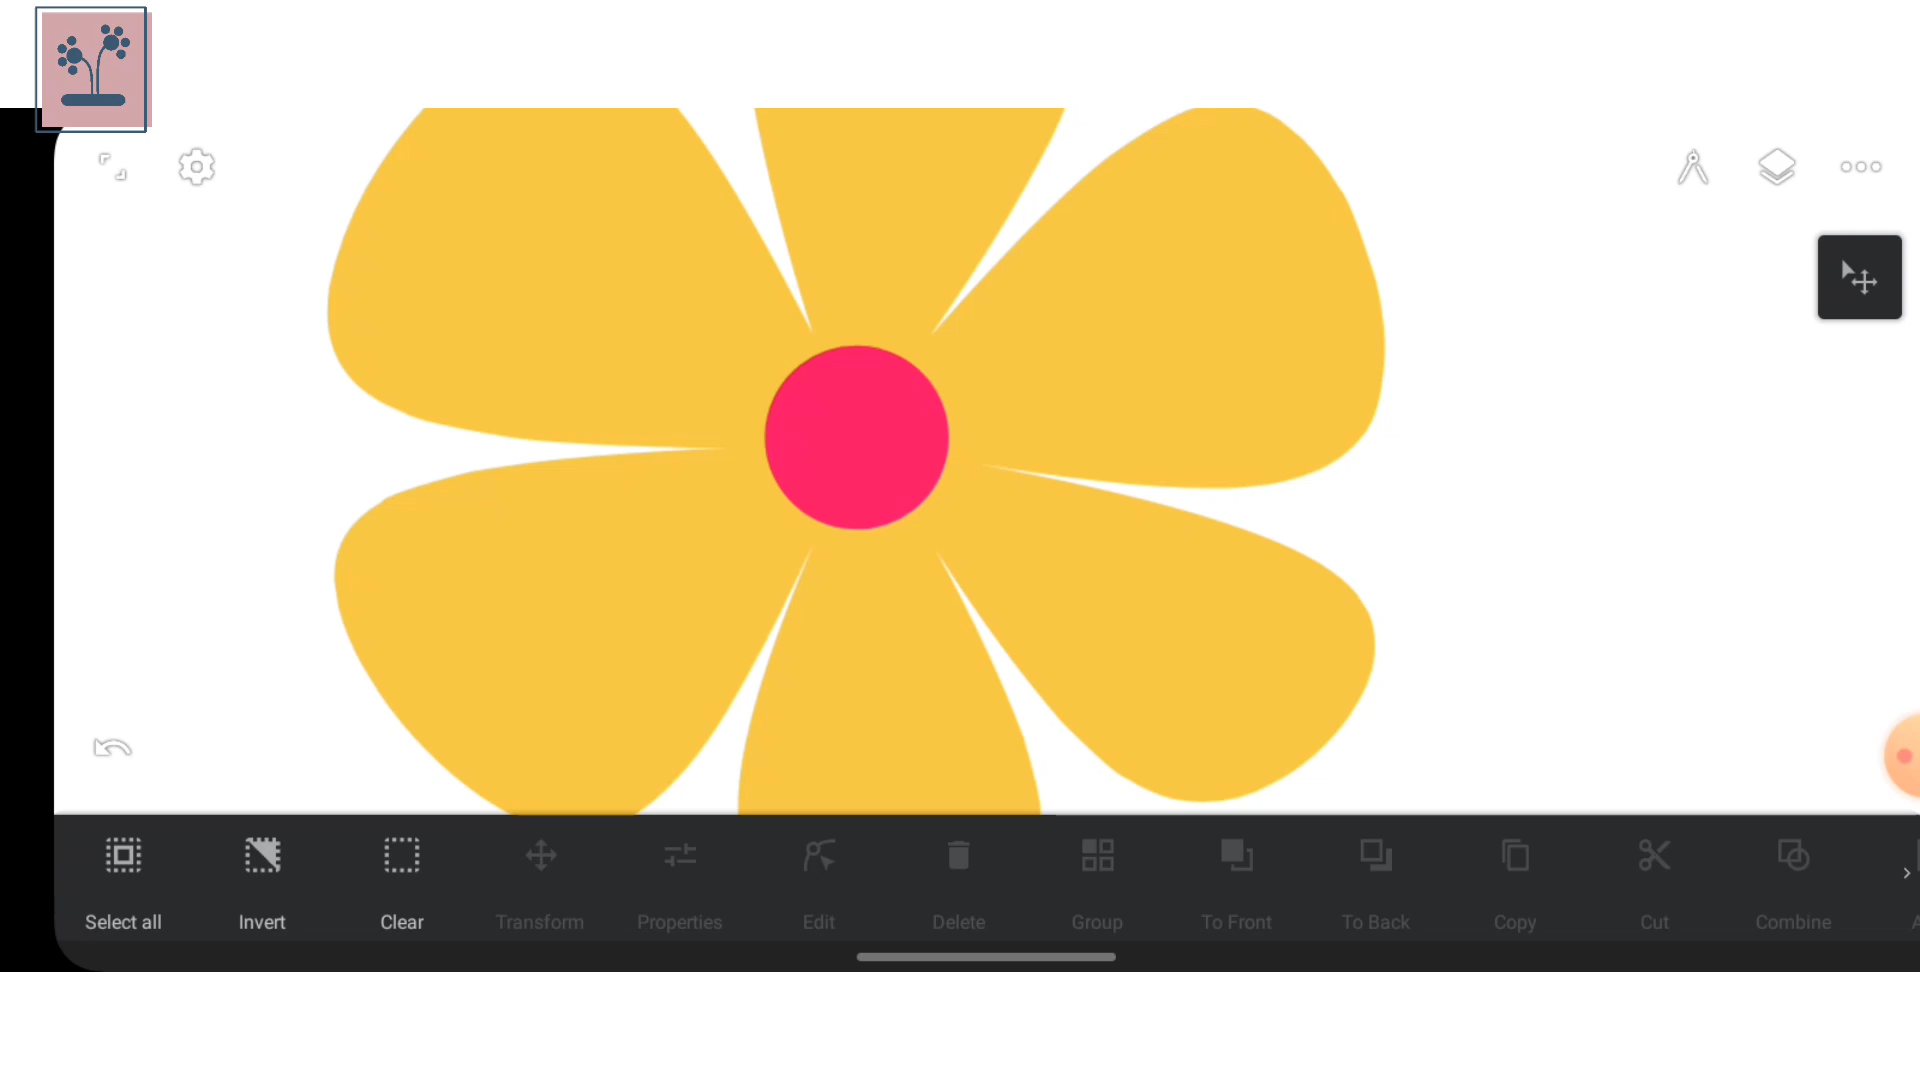 Select all
Invert
Clear
Transform
Properties
Edit
Delete
Group
To Front
To Back
Copy
Cut
Combine